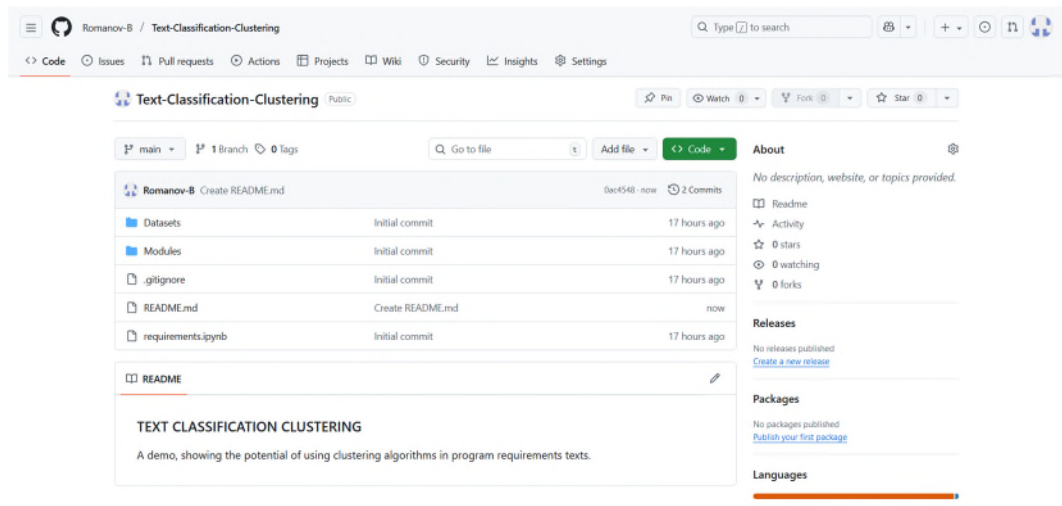 Romanov-B / Text-Classification-Clustering
Type / to search
Code Issues Pull requests Actions Projects Wiki Security Insights Settings
Text-Classification-Clustering Public
Pin Watch 0 Fork 0 Star 0
main 1 Branch 0 Tags
Go to file t Add file Code
Romanov-B Create README.md 0ac4548 · now 2 Commits
Datasets Initial commit 17 hours ago
Modules Initial commit 17 hours ago
.gitignore Initial commit 17 hours ago
README.md Create README.md now
requirements.ipynb Initial commit 17 hours ago
README
TEXT CLASSIFICATION CLUSTERING
A demo, showing the potential of using clustering algorithms in program requirements texts.
About
No description, website, or topics provided.
Readme
Activity
0 stars
0 watching
0 forks
Releases
No releases published
Create a new release
Packages
No packages published
Publish your first package
Languages